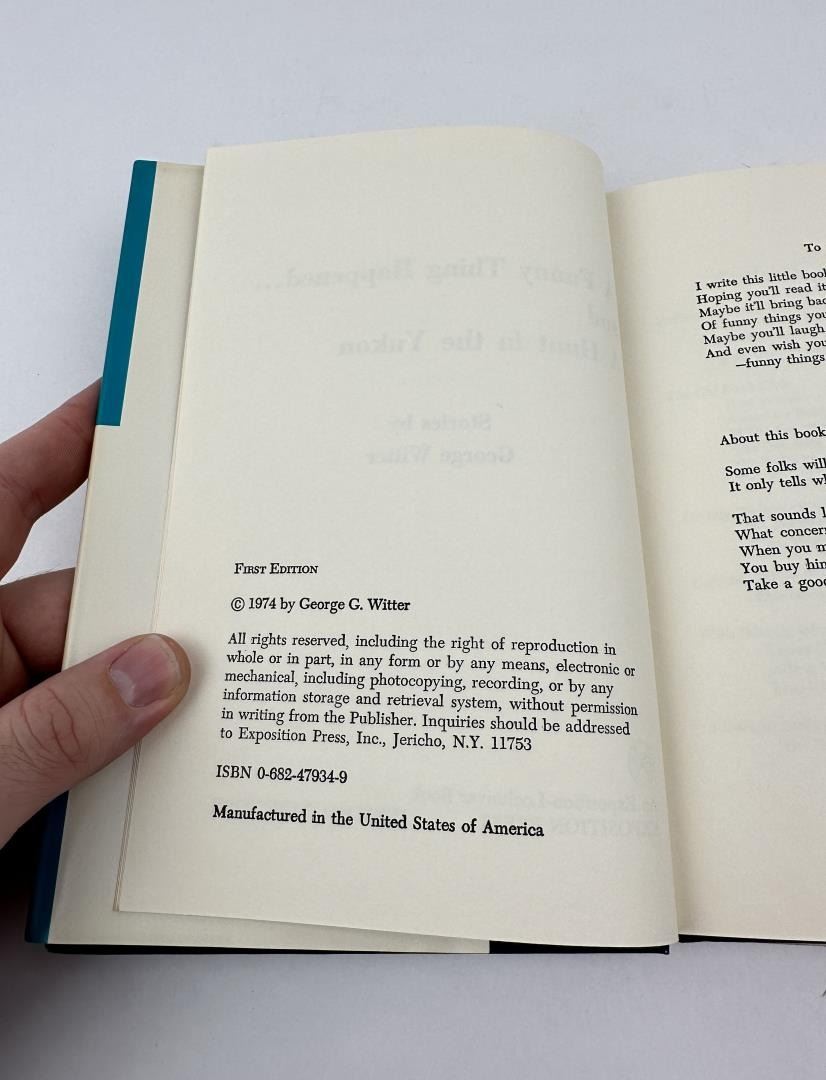 FIRST EDITION
© 1974 by George G. Witter
All rights reserved, including the right of reproduction in
whole or in part, in any form or by any means, electronic or
mechanical, including photocopying, recording, or by any
information storage and retrieval system, without permission
in writing from the Publisher. Inquiries should be addressed
to Exposition Press, Inc., Jericho, N.Y. 11753
ISBN 0-682-47934-9
Manufactured in the United States of America
To
I write this little book
Hoping you'll read it
Maybe it'll bring bac
Of funny things you
Maybe you'll laugh
And even wish you
—funny things
About this book
Some folks will
It only tells w
That sounds l
What concer
When you m
You buy him
Take a good